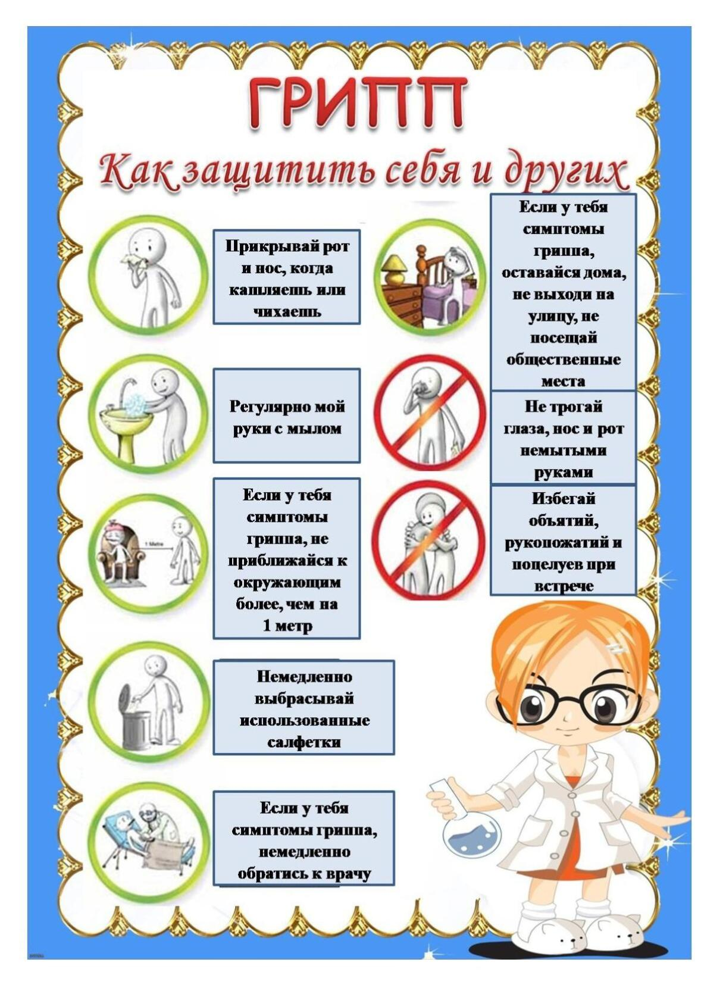 ГРИПП
Как защитить себя и других
Прикрывай рот
и нос, когда
кашляешь или
чихаешь
Регулярно мой
руки с мылом
1 Metre
Если у тебя
симптомы
гриппа, не
приближайся к
окружающим
более, чем на
1 метр
Немедленно
выбрасывай
использованные
салфетки
Если у тебя
симптомы гриппа,
немедленно
обратись к врачу
Если у тебя
симптомы
гриппа,
оставайся дома,
не выходи на
улицу, не
посещай
общественные
места
Не трогай
глаза, нос и рот
немытыми
руками
Избегай
объятий,
рукопожатий и
поцелуев при
встрече